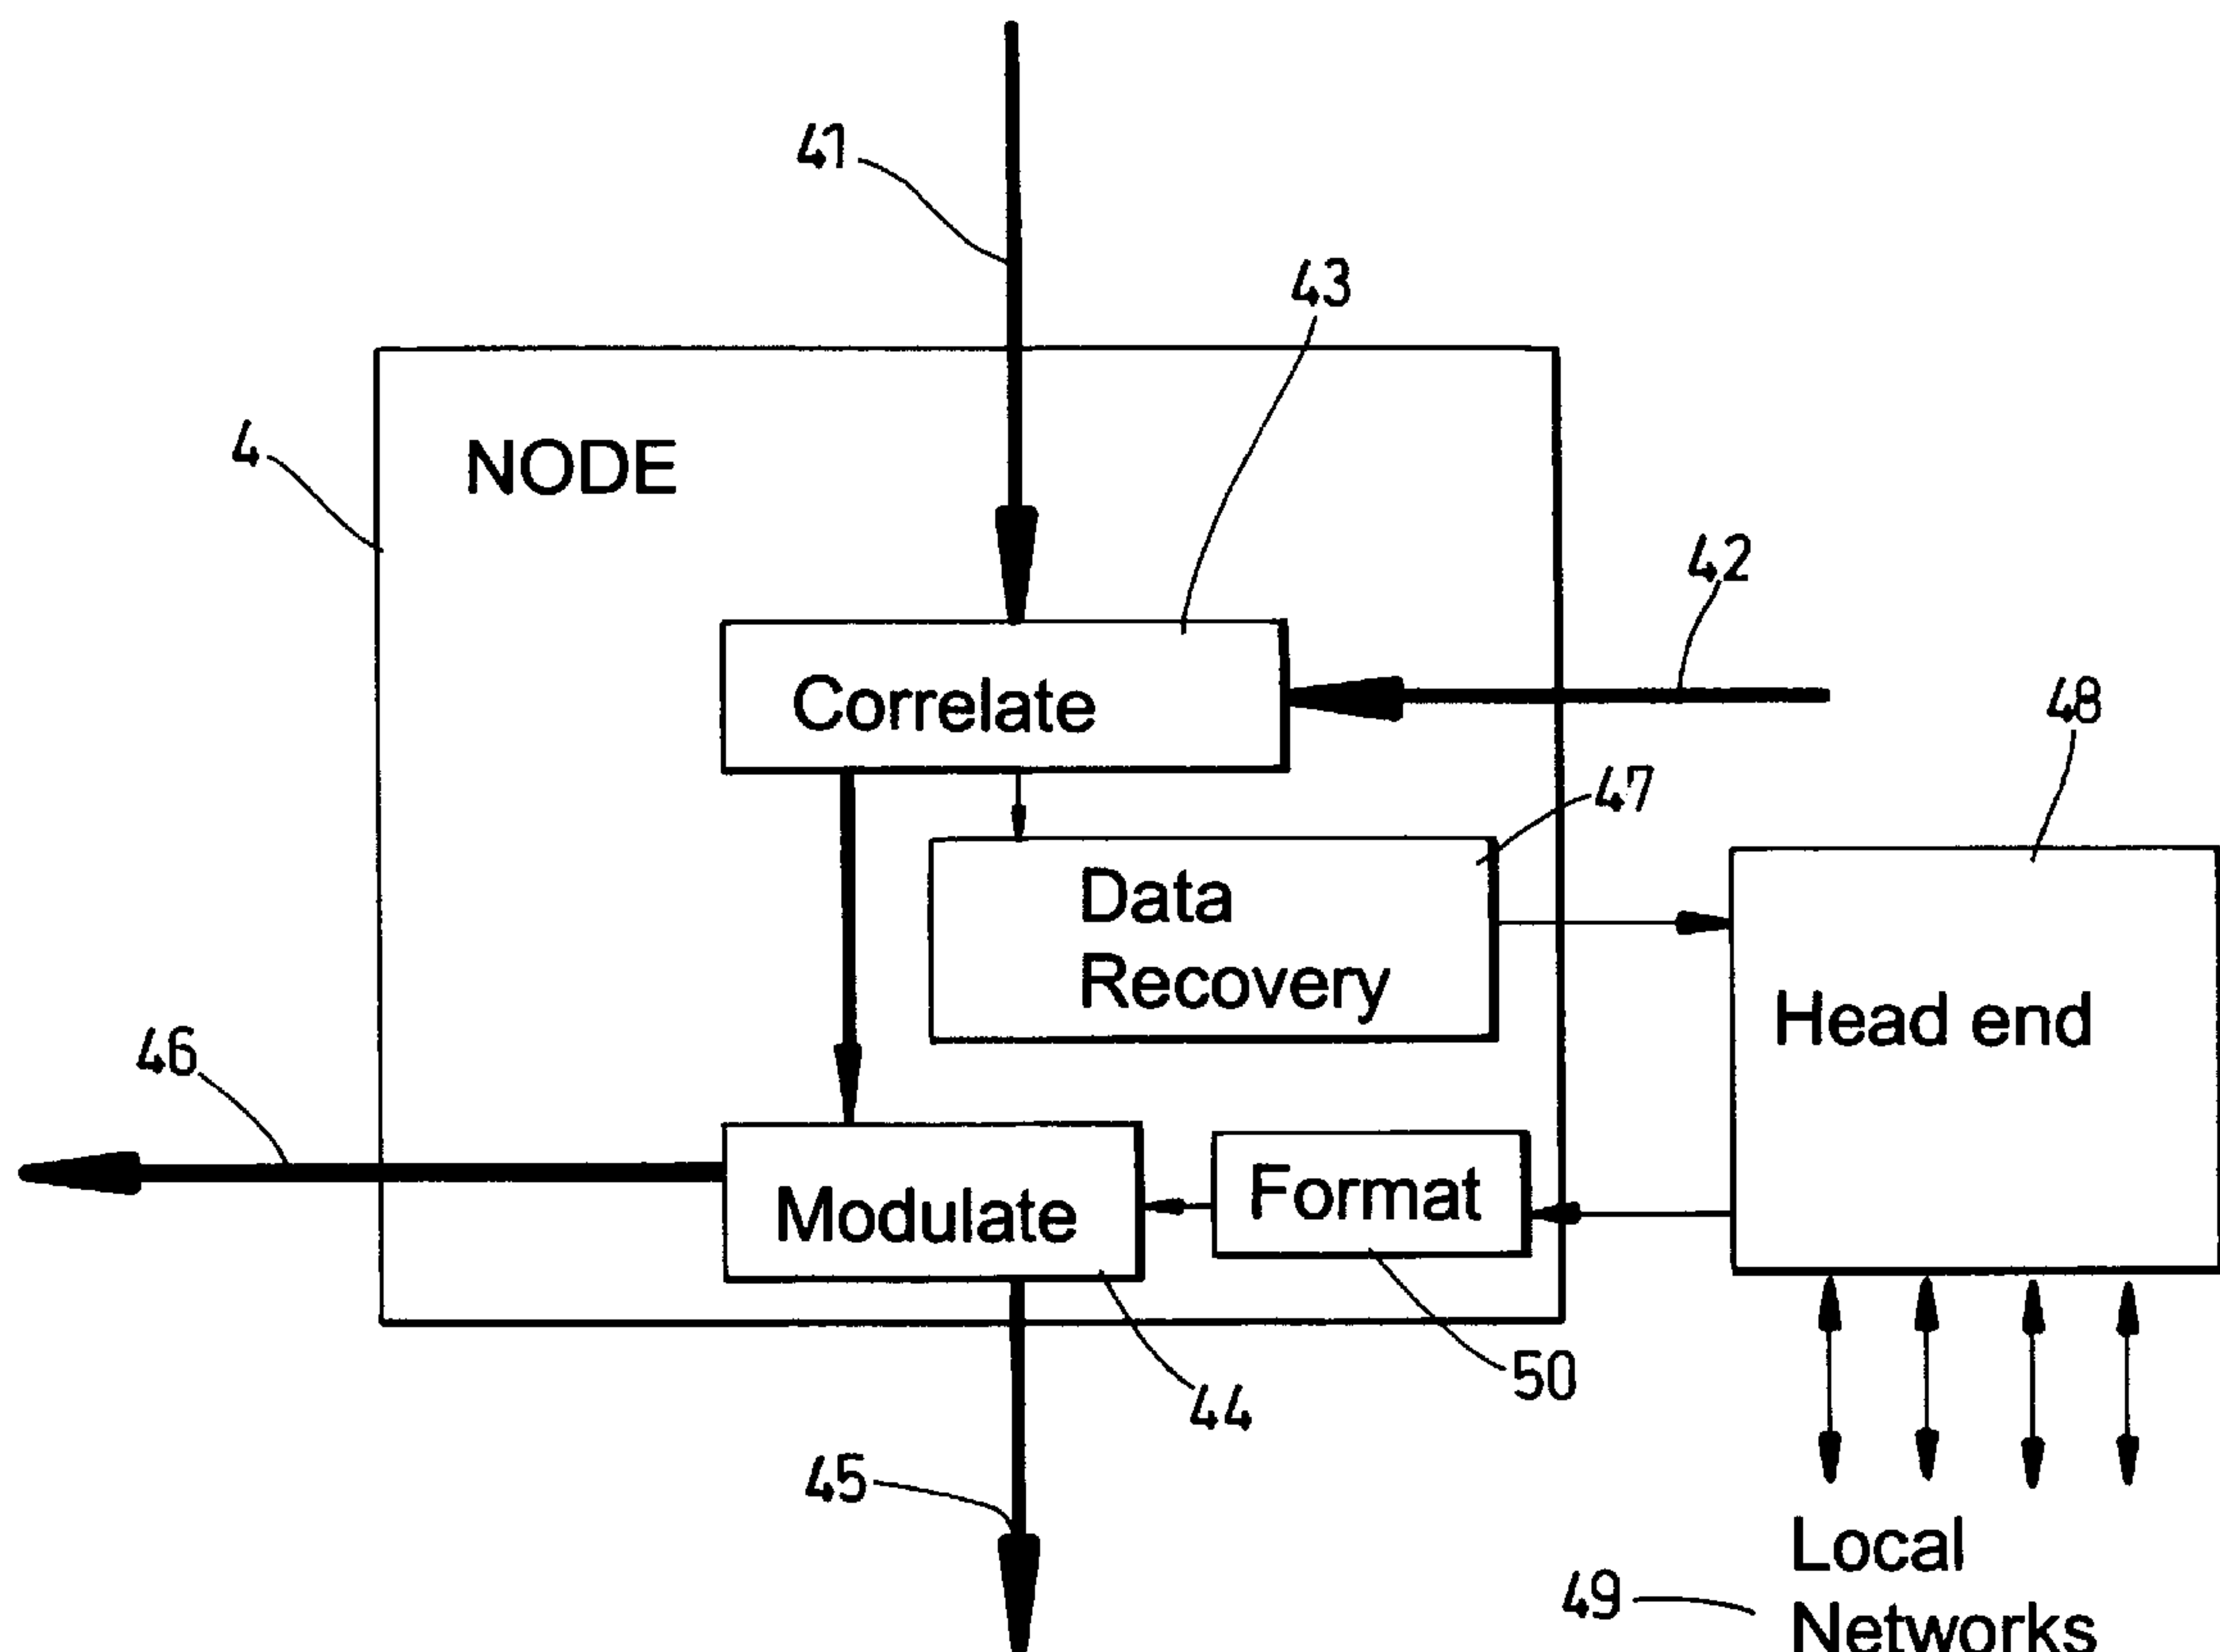 41
43
4
NODE
42
Correlate
48
47
Data
Recovery
Head end
46
Format
Modulate
50
44
45
Local
49
Networks